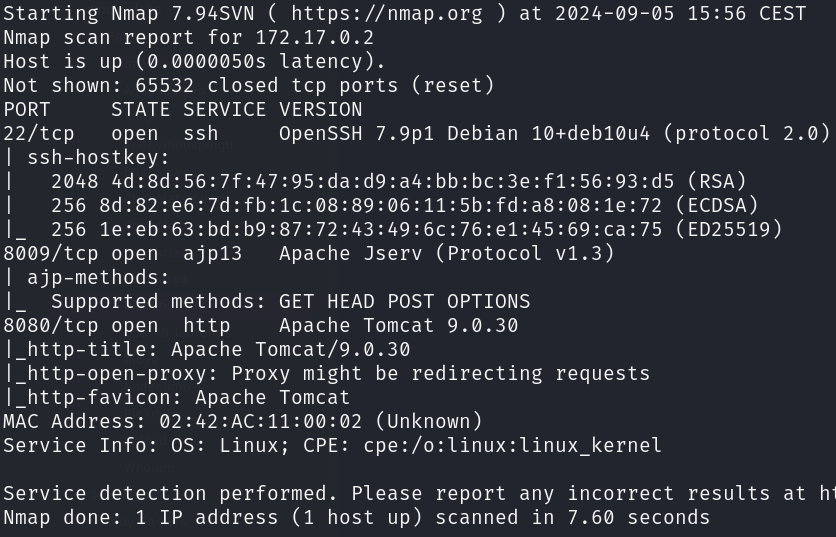 Starting Nmap 7.94SVN ( https://nmap.org ) at 2024-09-05 15:56 CEST
Nmap scan report for 172.17.0.2
Host is up (0.0000050s latency).
Not shown: 65532 closed tcp ports (reset)
PORT     STATE SERVICE VERSION
22/tcp   open  ssh     OpenSSH 7.9p1 Debian 10+deb10u4 (protocol 2.0)
| ssh-hostkey:
|   2048 4d:8d:56:7f:47:95:da:d9:a4:bb:bc:3e:f1:56:93:d5 (RSA)
|   256 8d:82:e6:7d:fb:1c:08:89:06:11:5b:fd:a8:08:1e:72 (ECDSA)
|_  256 1e:eb:63:bd:b9:87:72:43:49:6c:76:e1:45:69:ca:75 (ED25519)
8009/tcp open  ajp13   Apache Jserv (Protocol v1.3)
| ajp-methods:
|_  Supported methods: GET HEAD POST OPTIONS
8080/tcp open  http    Apache Tomcat 9.0.30
|_http-title: Apache Tomcat/9.0.30
|_http-open-proxy: Proxy might be redirecting requests
|_http-favicon: Apache Tomcat
MAC Address: 02:42:AC:11:00:02 (Unknown)
Service Info: OS: Linux; CPE: cpe:/o:linux:linux_kernel
Service detection performed. Please report any incorrect results at
Nmap done: 1 IP address (1 host up) scanned in 7.60 seconds